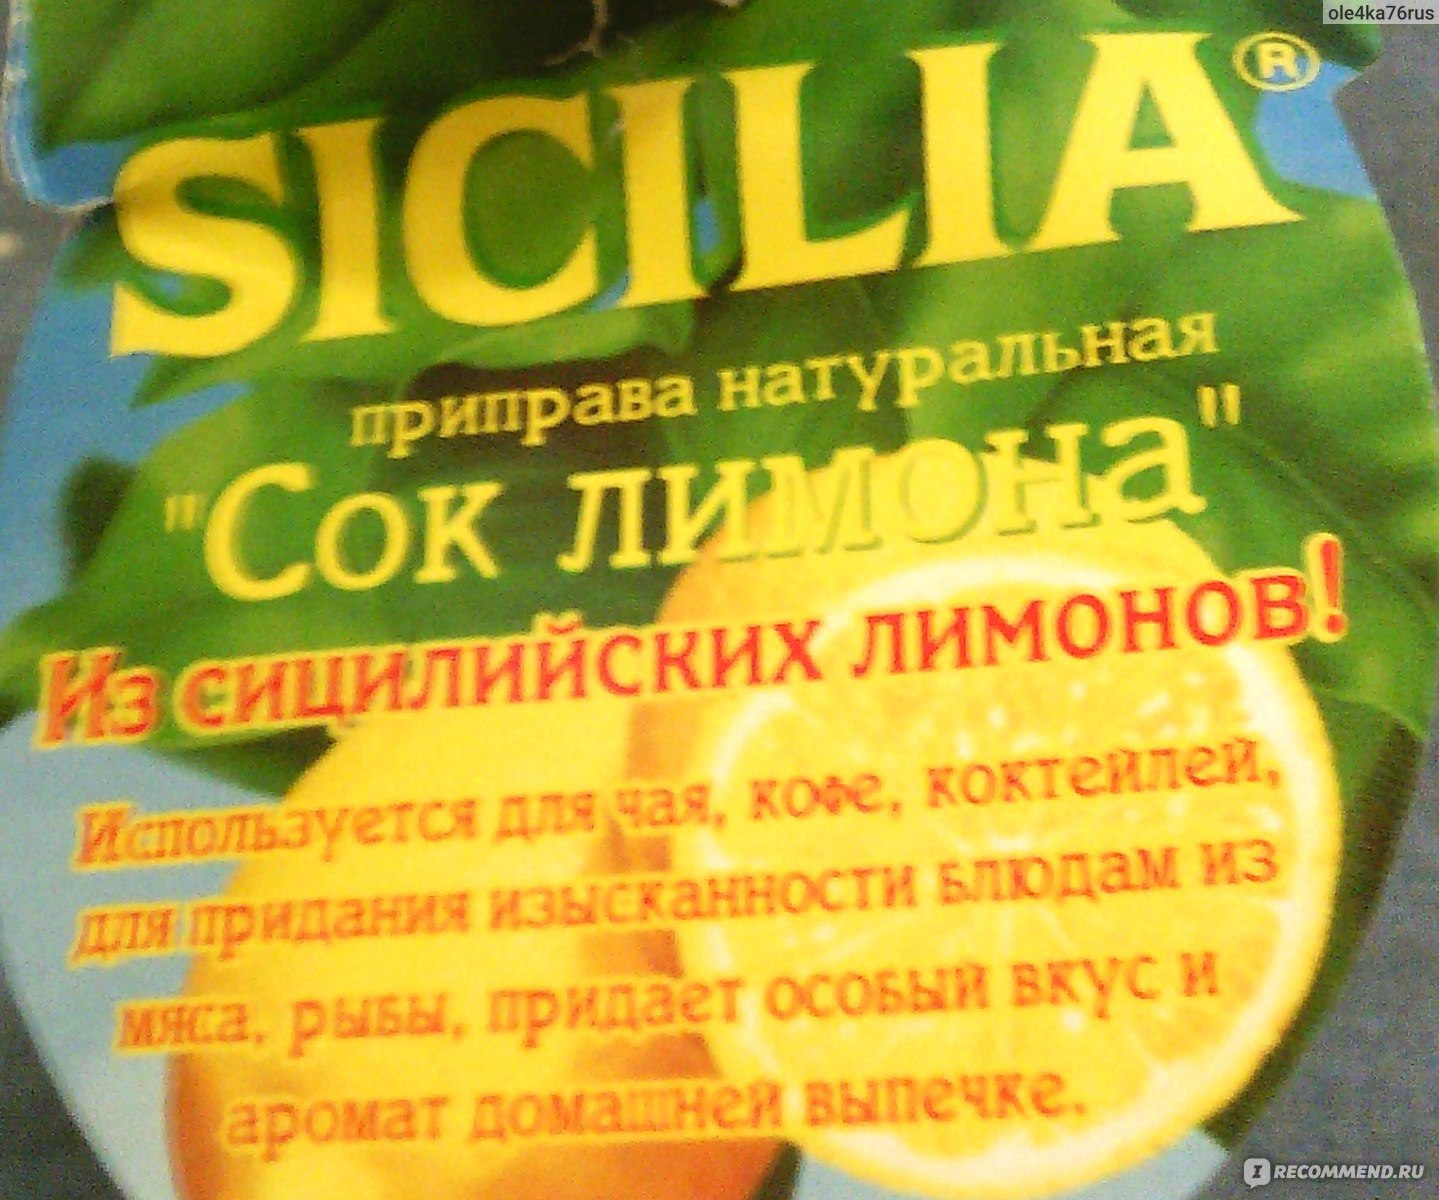 ole4ka76rus
SICILIA®
приправа натуральная
"Сок лимона"
Из сицилийских лимонов!
Используется для чая, кофе, коктейлей,
для придания изысканности блюдам из
мяса, рыбы, придает особый вкус и
аромат домашней выпечке.
IRECOMMEND.RU